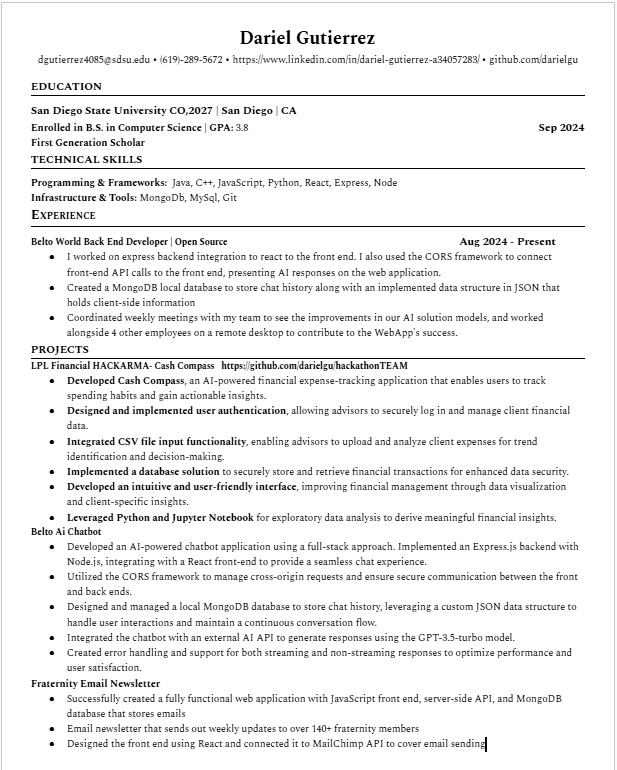 Dariel Gutierrez
dgutierrez4085@sdsu.edu • (619)-289-5672 • https://www.linkedin.com/in/dariel-gutierrez-a34057283/ • github.com/darielgu
EDUCATION
San Diego State University CO,2027 | San Diego | CA
Enrolled in B.S. in Computer Science | GPA: 3.8 Sep 2024
First Generation Scholar
TECHNICAL SKILLS
Programming & Frameworks: Java, C++, JavaScript, Python, React, Express, Node
Infrastructure & Tools: MongoDb, MySql, Git
EXPERIENCE
Belto World Back End Developer | Open Source Aug 2024 - Present
● I worked on express backend integration to react to the front end. I also used the CORS framework to connect
front-end API calls to the front end, presenting AI responses on the web application.
● Created a MongoDB local database to store chat history along with an implemented data structure in JSON that
holds client-side information
● Coordinated weekly meetings with my team to see the improvements in our AI solution models, and worked
alongside 4 other employees on a remote desktop to contribute to the WebApp's success.
PROJECTS
LPL Financial HACKARMA- Cash Compass https://github.com/darielgu/hackathonTEAM
● Developed Cash Compass, an AI-powered financial expense-tracking application that enables users to track
spending habits and gain actionable insights.
● Designed and implemented user authentication, allowing advisors to securely log in and manage client financial
data.
● Integrated CSV file input functionality, enabling advisors to upload and analyze client expenses for trend
identification and decision-making.
● Implemented a database solution to securely store and retrieve financial transactions for enhanced data security.
● Developed an intuitive and user-friendly interface, improving financial management through data visualization
and client-specific insights.
● Leveraged Python and Jupyter Notebook for exploratory data analysis to derive meaningful financial insights.
Belto Ai Chatbot
● Developed an AI-powered chatbot application using a full-stack approach. Implemented an Express.js backend with
Node.js, integrating with a React front-end to provide a seamless chat experience.
● Utilized the CORS framework to manage cross-origin requests and ensure secure communication between the front
and back ends.
● Designed and managed a local MongoDB database to store chat history, leveraging a custom JSON data structure to
handle user interactions and maintain a continuous conversation flow.
● Integrated the chatbot with an external AI API to generate responses using the GPT-3.5-turbo model.
● Created error handling and support for both streaming and non-streaming responses to optimize performance and
user satisfaction.
Fraternity Email Newsletter
● Successfully created a fully functional web application with JavaScript front end, server-side API, and MongoDB
database that stores emails
● Email newsletter that sends out weekly updates to over 140+ fraternity members
● Designed the front end using React and connected it to MailChimp API to cover email sending